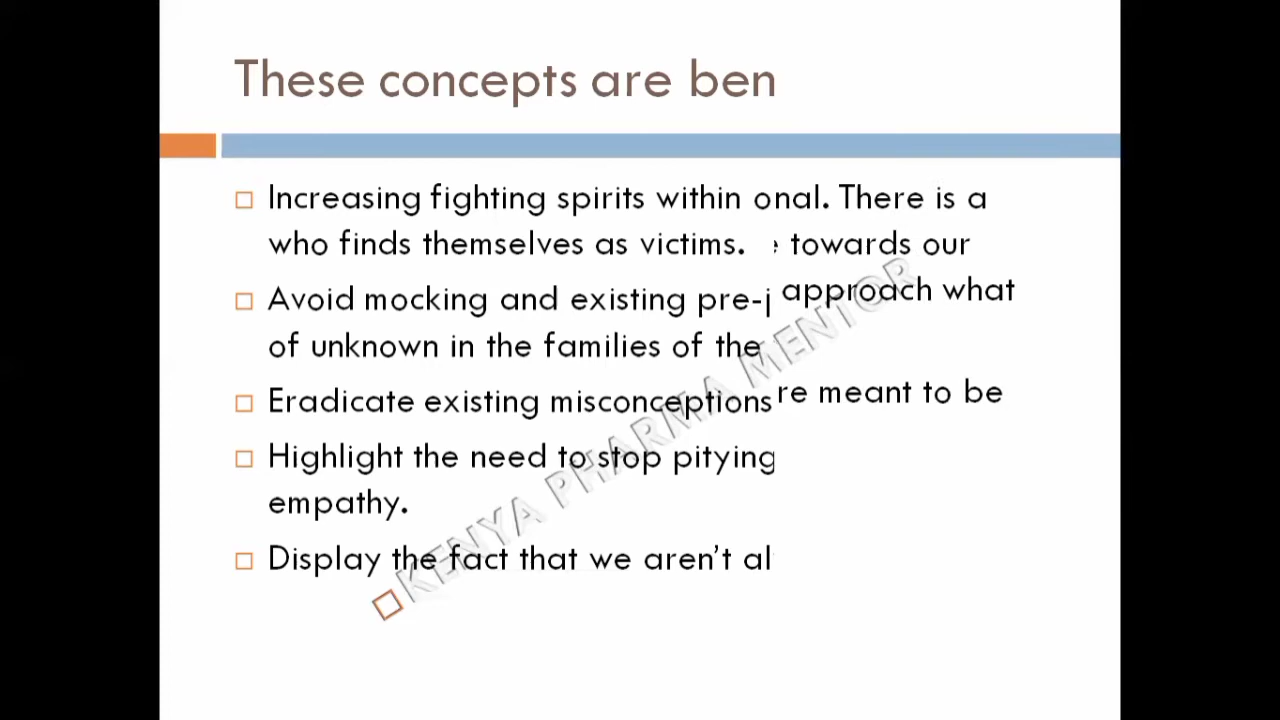 These concepts are ben
Increasing fighting spirits within onal. There is a
who finds themselves as victims. towards our
Avoid mocking and existing pre-j approach what
of unknown in the families of the
Eradicate existing misconceptions re meant to be
Highlight the need to stop pitying
empathy.
Display the fact that we aren't al
KENYA PHARMA MENTOR